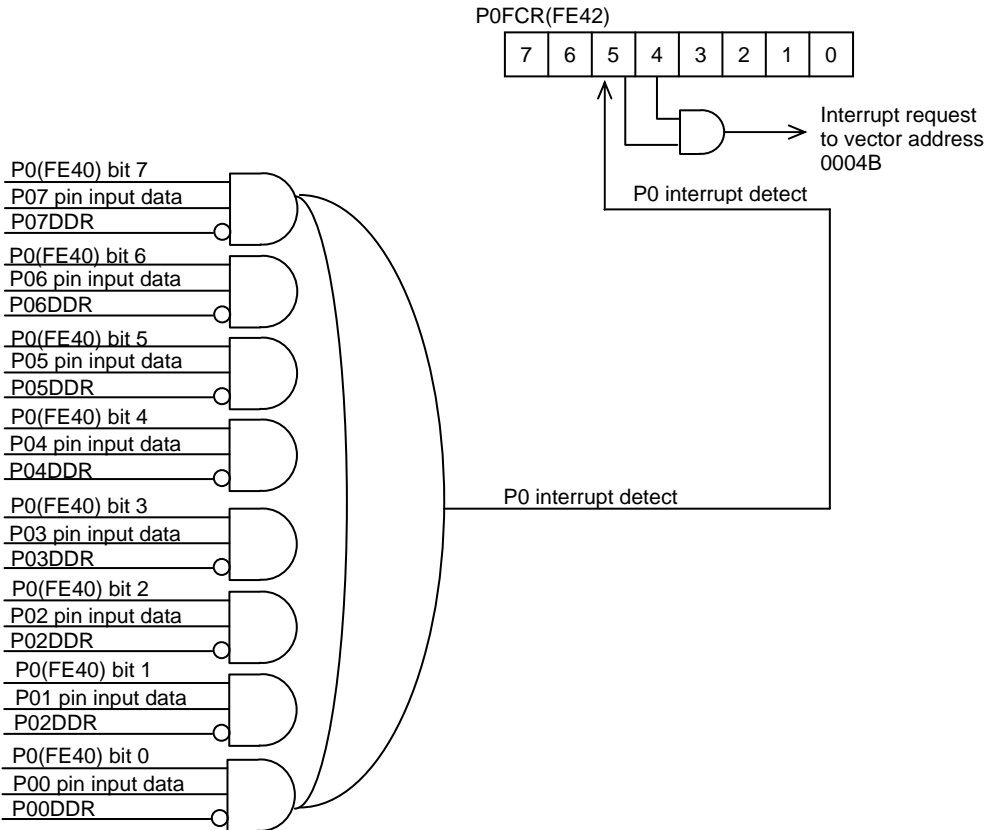 P0FCR(FE42)
7 6 5 4 3 2 1 0
Interrupt request
to vector address
0004B
P0 interrupt detect
P0(FE40) bit 7
P07 pin input data
P07DDR
P0(FE40) bit 6
P06 pin input data
P06DDR
P0(FE40) bit 5
P05 pin input data
P05DDR
P0(FE40) bit 4
P04 pin input data
P04DDR
P0(FE40) bit 3
P03 pin input data
P03DDR
P0 interrupt detect
P0(FE40) bit 2
P02 pin input data
P02DDR
P0(FE40) bit 1
P01 pin input data
P02DDR
P0(FE40) bit 0
P00 pin input data
P00DDR